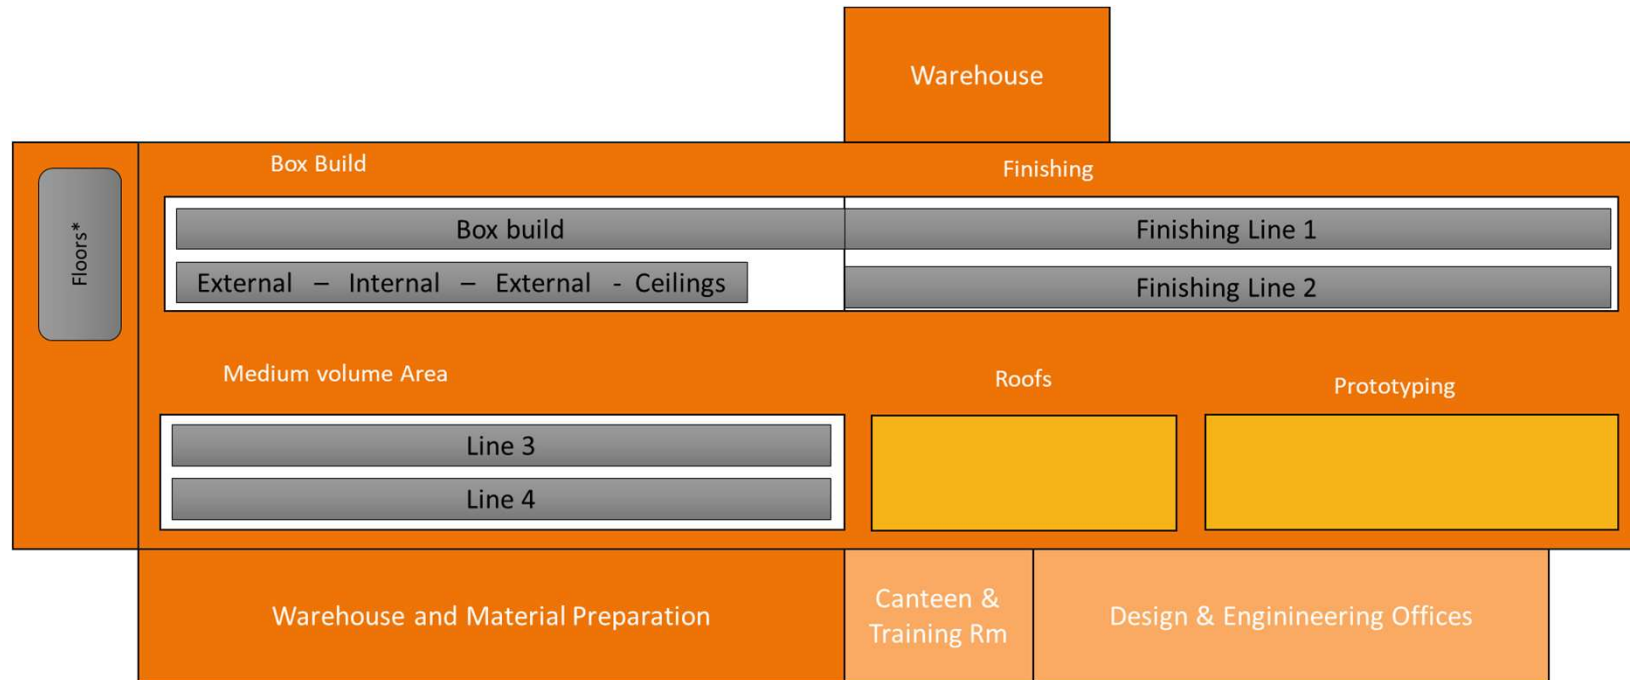 Warehouse
Box Build
Finishing
Floors*
Box build
Finishing Line 1
External – Internal – External - Ceilings
Finishing Line 2
Medium volume Area
Roofs
Prototyping
Line 3
Line 4
Warehouse and Material Preparation
Canteen &
Training Rm
Design & Enginineering Offices